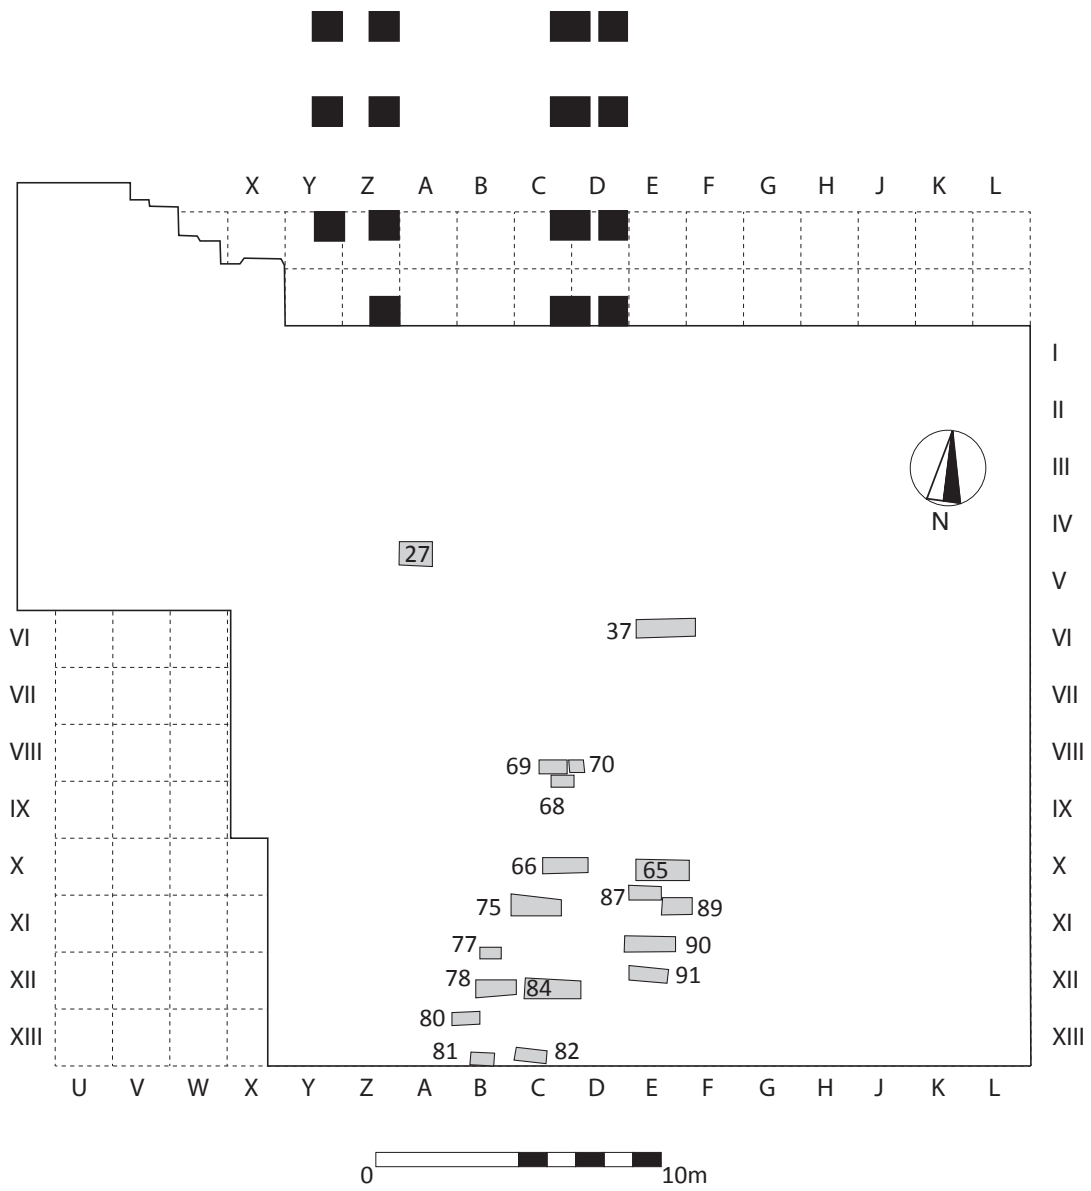 X Y Z A B C D E F G H J K L
I
II
III
IV
N
27
V
VI 37 VI
VII VII
VIII 69 70 VIII
68
IX IX
X 66 65 X
87
75 89
XI XI
77 90
78 84 91
XII XII
80
XIII XIII
81 82
U V W X Y Z A B C D E F G H J K L
0 10m